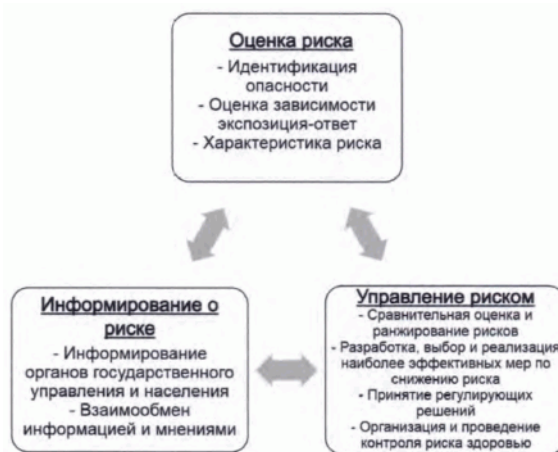 Оценка риска
- Идентификация
опасности
- Оценка зависимости
экспозиция-ответ
- Характеристика риска
Информирование о
риске
- Информирование
органов государственного
управления и населения
- Взаимообмен
информацией и мнениями
Управление риском
- Сравнительная оценка и
ранжирование рисков
- Разработка, выбор и реализация
наиболее эффективных мер по
снижению риска
- Принятие регулирующих
решений
- Организация и проведение
контроля риска здоровью